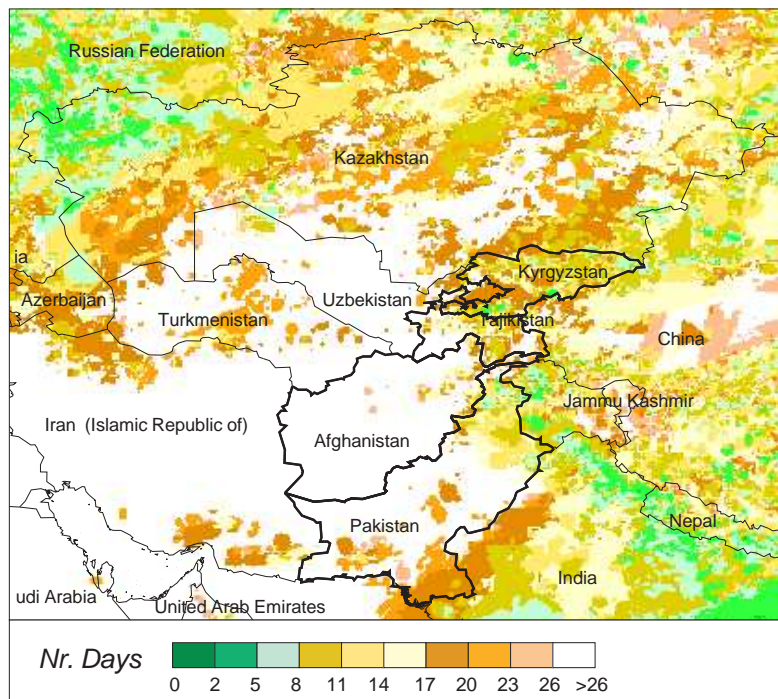 Russian Federation
Kazakhstan
ia
Kyrgyzstan
Azerbaijan
Uzbekistan
Turkmenistan
Tajikistan
China
Jammu Kashmir
Iran (Islamic Republic of)
Afghanistan
Pakistan
Nepal
India
udi Arabia
United Arab Emirates
Nr. Days
0 2 5 8 11 14 17 20 23 26 >26